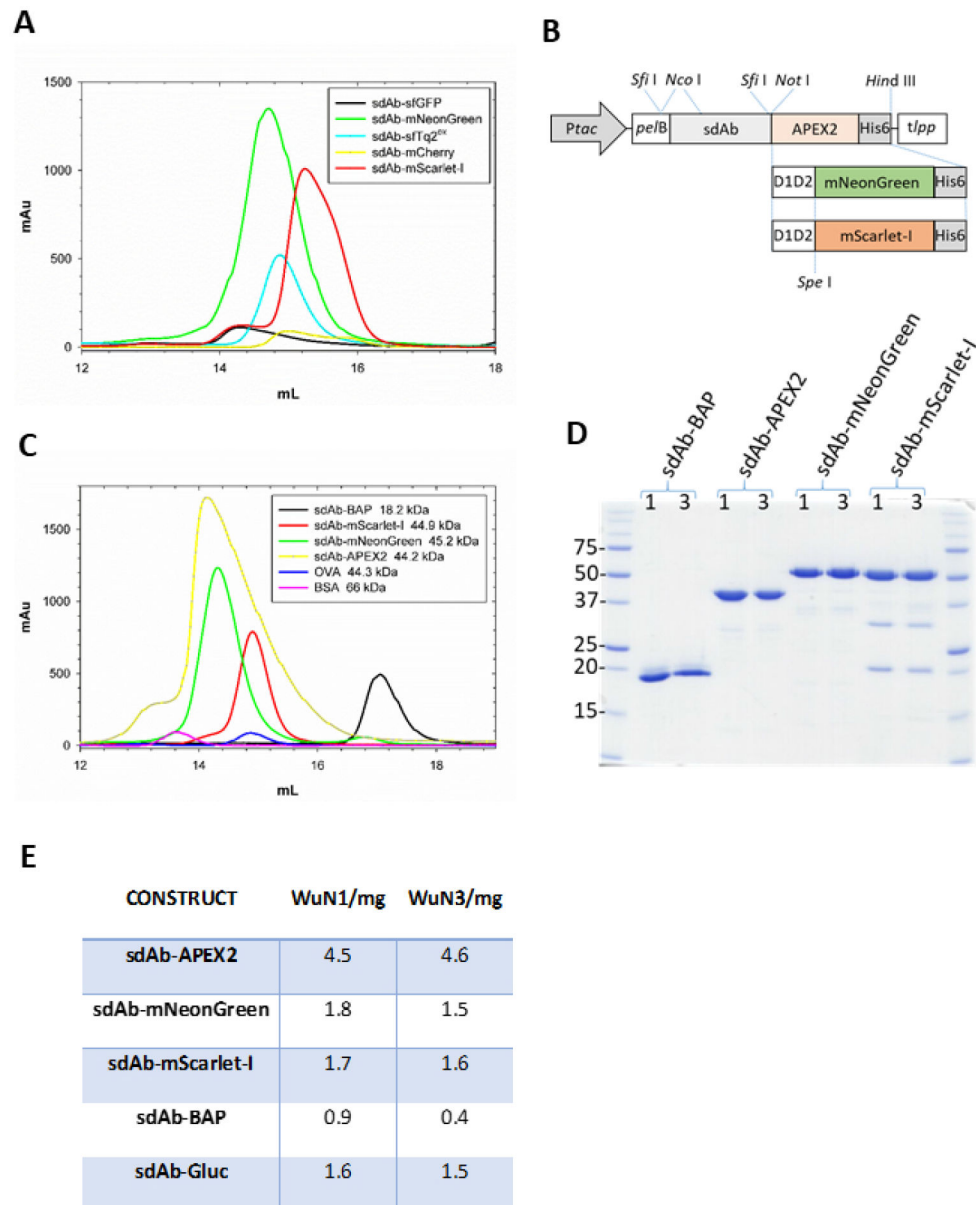 A
1500
1000
500
0
mAu
12
14
16
18
mL
sdAb-sfGFP
sdAb-mNeonGreen
sdAb-sfTq2ᵒˣ
sdAb-mCherry
sdAb-mScarlet-I
B
Sfi I
Nco I
Sfi I
Not I
Hind III
Ptac
pelB
sdAb
APEX2
His6
tlpp
D1D2
mNeonGreen
His6
D1D2
mScarlet-I
His6
Spe I
C
1500
1000
500
0
mAu
12
14
16
18
mL
sdAb-BAP 18.2 kDa
sdAb-mScarlet-I 44.9 kDa
sdAb-mNeonGreen 45.2 kDa
sdAb-APEX2 44.2 kDa
OVA 44.3 kDa
BSA 66 kDa
D
sdAb-BAP
sdAb-APEX2
sdAb-mNeonGreen
sdAb-mScarlet-I
1 3 1 3 1 3 1 3
75
50
37
25
20
15
E
CONSTRUCT WuN1/mg WuN3/mg
sdAb-APEX2 4.5 4.6
sdAb-mNeonGreen 1.8 1.5
sdAb-mScarlet-I 1.7 1.6
sdAb-BAP 0.9 0.4
sdAb-Gluc 1.6 1.5